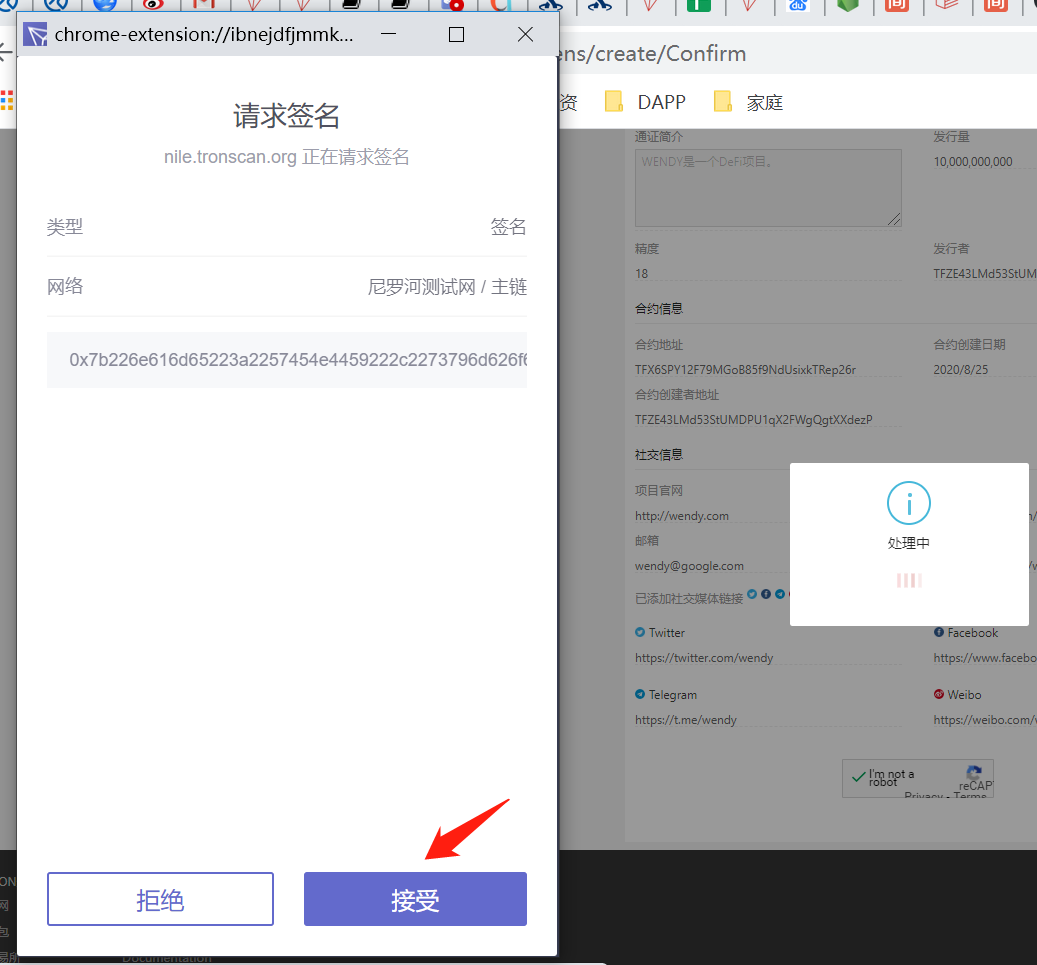 chrome-extension://ibnejdfjmmk...
请求签名
nile.tronscan.org 正在请求签名
类型
签名
网络
尼罗河测试网 / 主链
0x7b226e616d65223a2257454e4459222c2273796d626f6
拒绝
接受
ens/create/Confirm
资
DAPP
家庭
通证简介
发行量
WENDY是一个DeFi项目。
10,000,000,000
精度
发行者
18
TFZE43LMd53StUM
合约信息
合约地址
合约创建日期
TFX6SPY12F79MGoB85f9NdUsixkTRep26r
2020/8/25
合约创建者地址
TFZE43LMd53StUMDPU1qX2FWgQgtXXdezP
社交信息
项目官网
http://wendy.com
邮箱
wendy@google.com
已添加社交媒体链接
处理中
Twitter
Facebook
https://twitter.com/wendy
https://www.facebo
Telegram
Weibo
https://t.me/wendy
https://weibo.com/
I'm not a
robot
reCAP
Privacy - Terms
ON
网
包
易所
Documentation